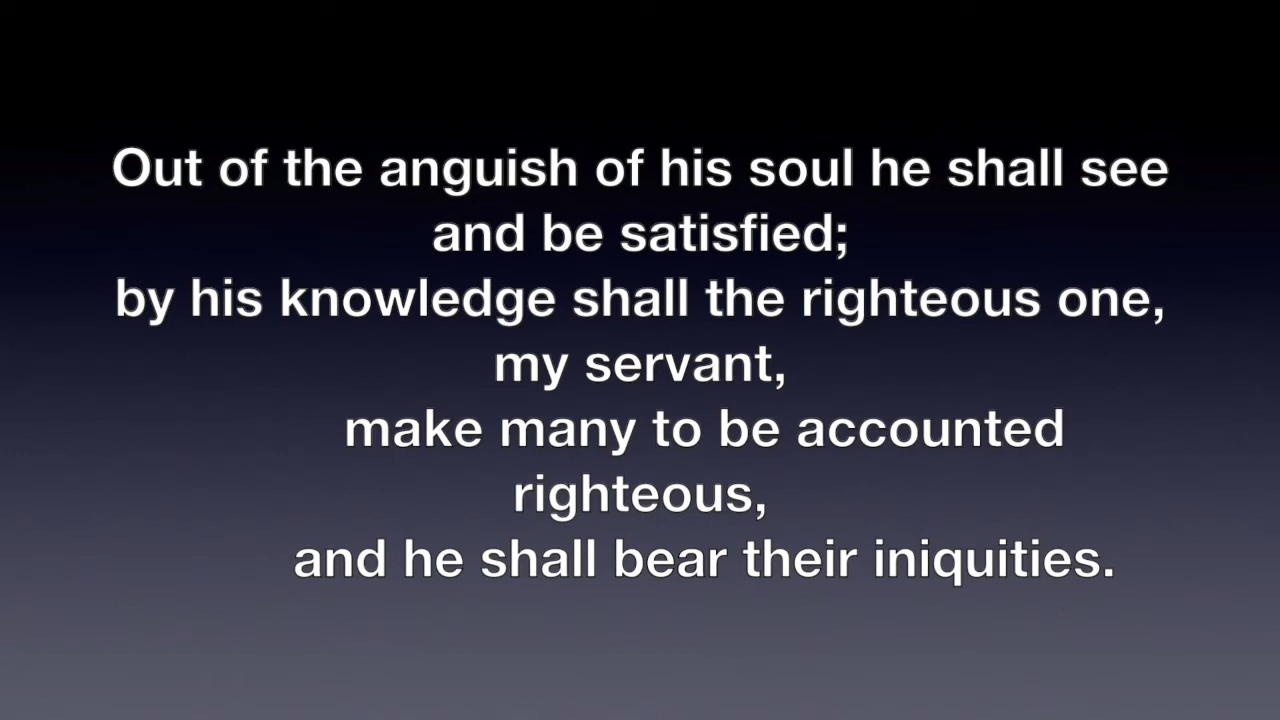 Out of the anguish of his soul he shall see
and be satisfied;
by his knowledge shall the righteous one,
my servant,
make many to be accounted
righteous,
and he shall bear their iniquities.